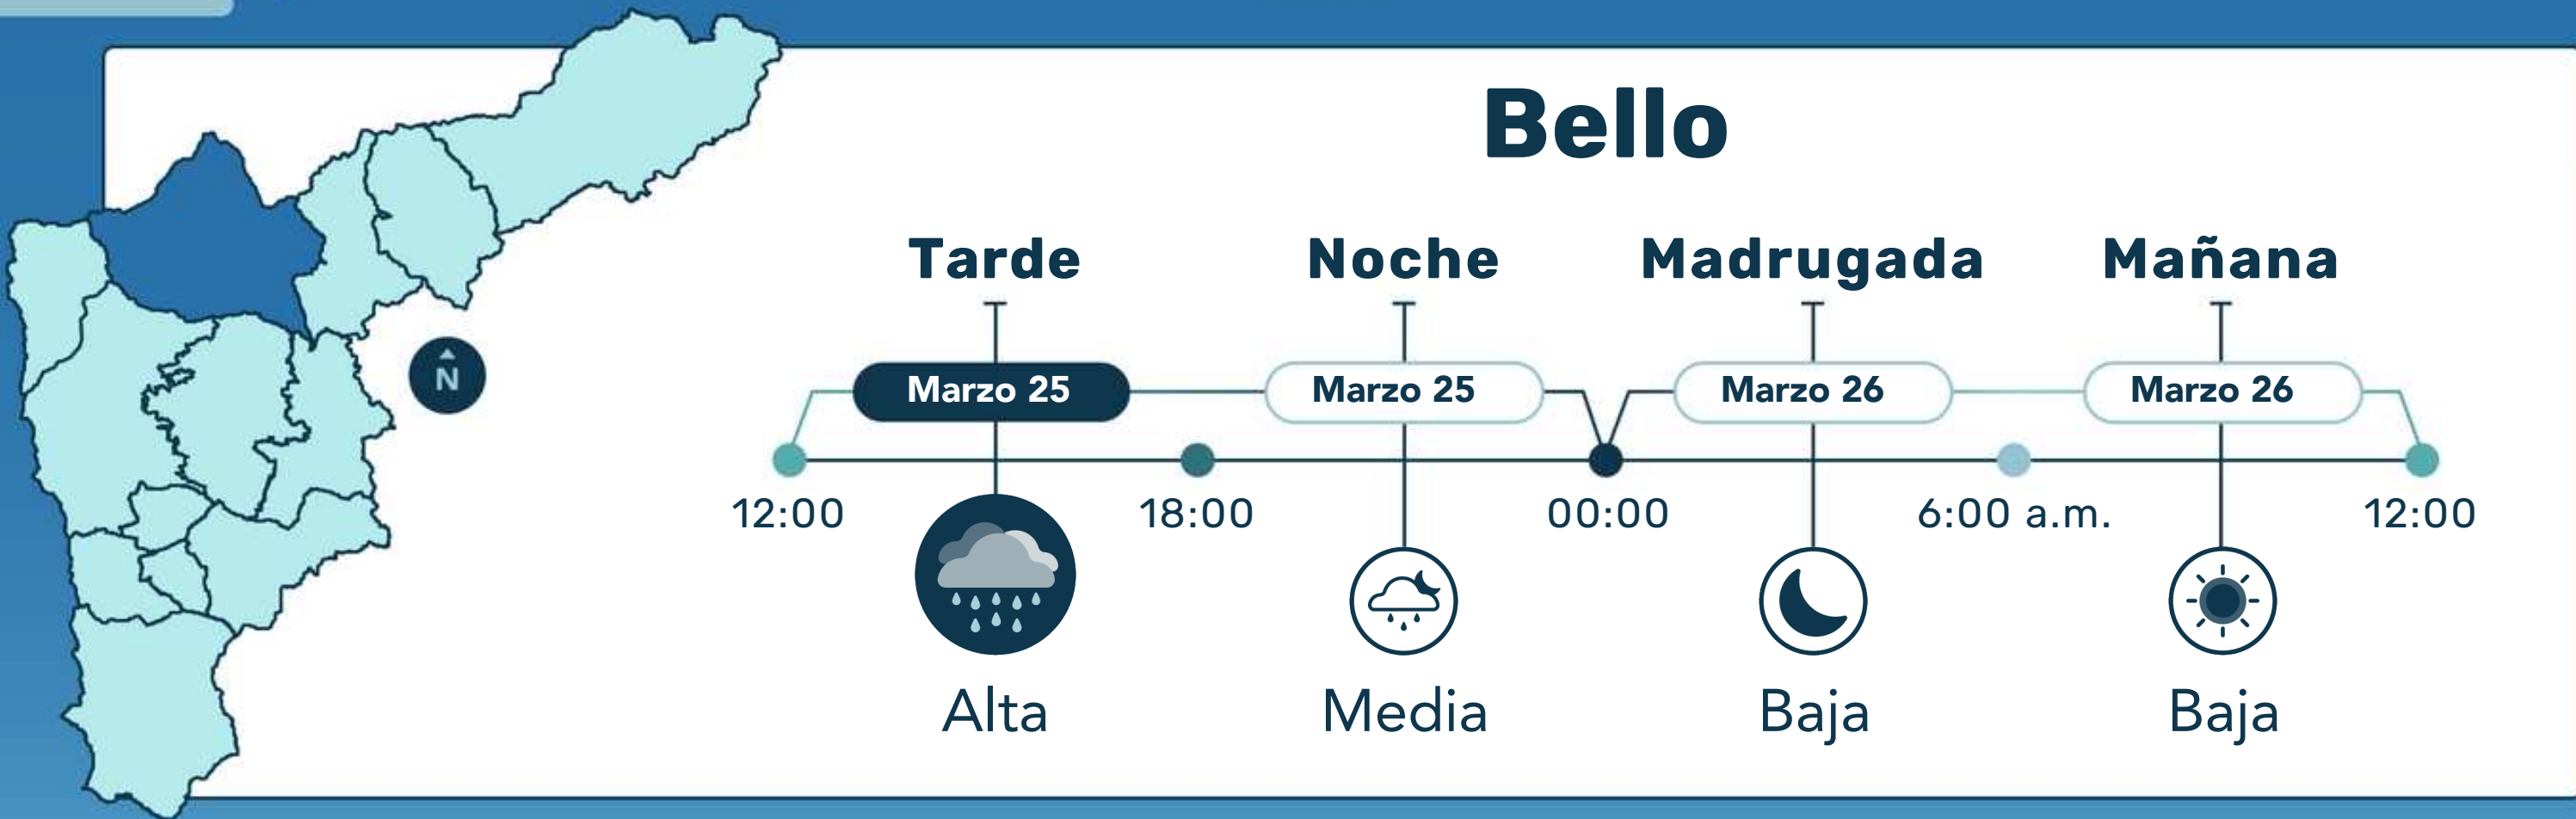 Bello
Tarde Noche Madrugada Mañana
N
Marzo 25 Marzo 25 Marzo 26 Marzo 26
12:00 18:00 00:00 6:00 a.m. 12:00
Alta Media Baja Baja